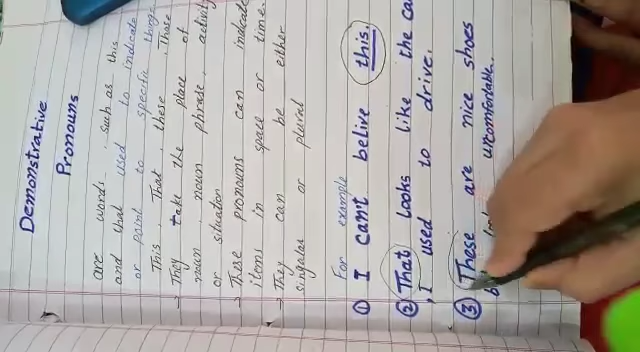 Demonstrative
Pronouns
are words, such as this
and that used to indicate
or point to specific things
This, That, these, These
→ They take the place of
noun, noun phrase, activity
or situation
→ These pronouns can indicate
items in space or time.
→ They can be either
singular or plural
For example
① I can't belive this.
② That looks like the ca
, I used to drive.
③ These are nice shoes
uncomfortable.